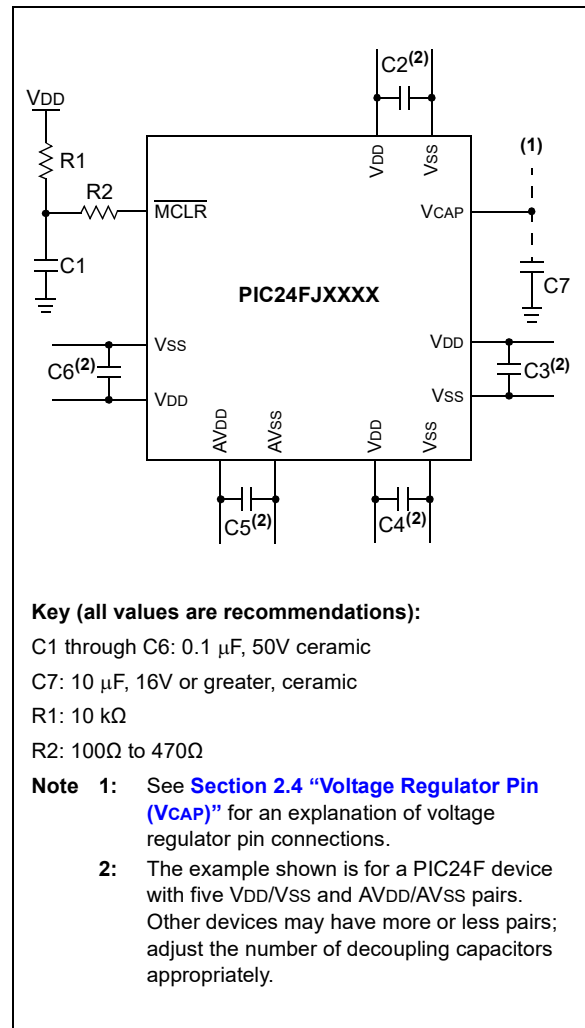 C2(2)
VDD
R1
R2
C1
MCLR
VDD
VSS
(1)
VCAP
C7
PIC24FJXXXX
VSS
C6(2)
VDD
VDD
C3(2)
VSS
AVDD
AVSS
VDD
VSS
C5(2)
C4(2)
Key (all values are recommendations):
C1 through C6: 0.1 μF, 50V ceramic
C7: 10 μF, 16V or greater, ceramic
R1: 10 kΩ
R2: 100Ω to 470Ω
Note 1: See Section 2.4 “Voltage Regulator Pin
(VCAP)” for an explanation of voltage
regulator pin connections.
2: The example shown is for a PIC24F device
with five VDD/VSS and AVDD/AVSS pairs.
Other devices may have more or less pairs;
adjust the number of decoupling capacitors
appropriately.